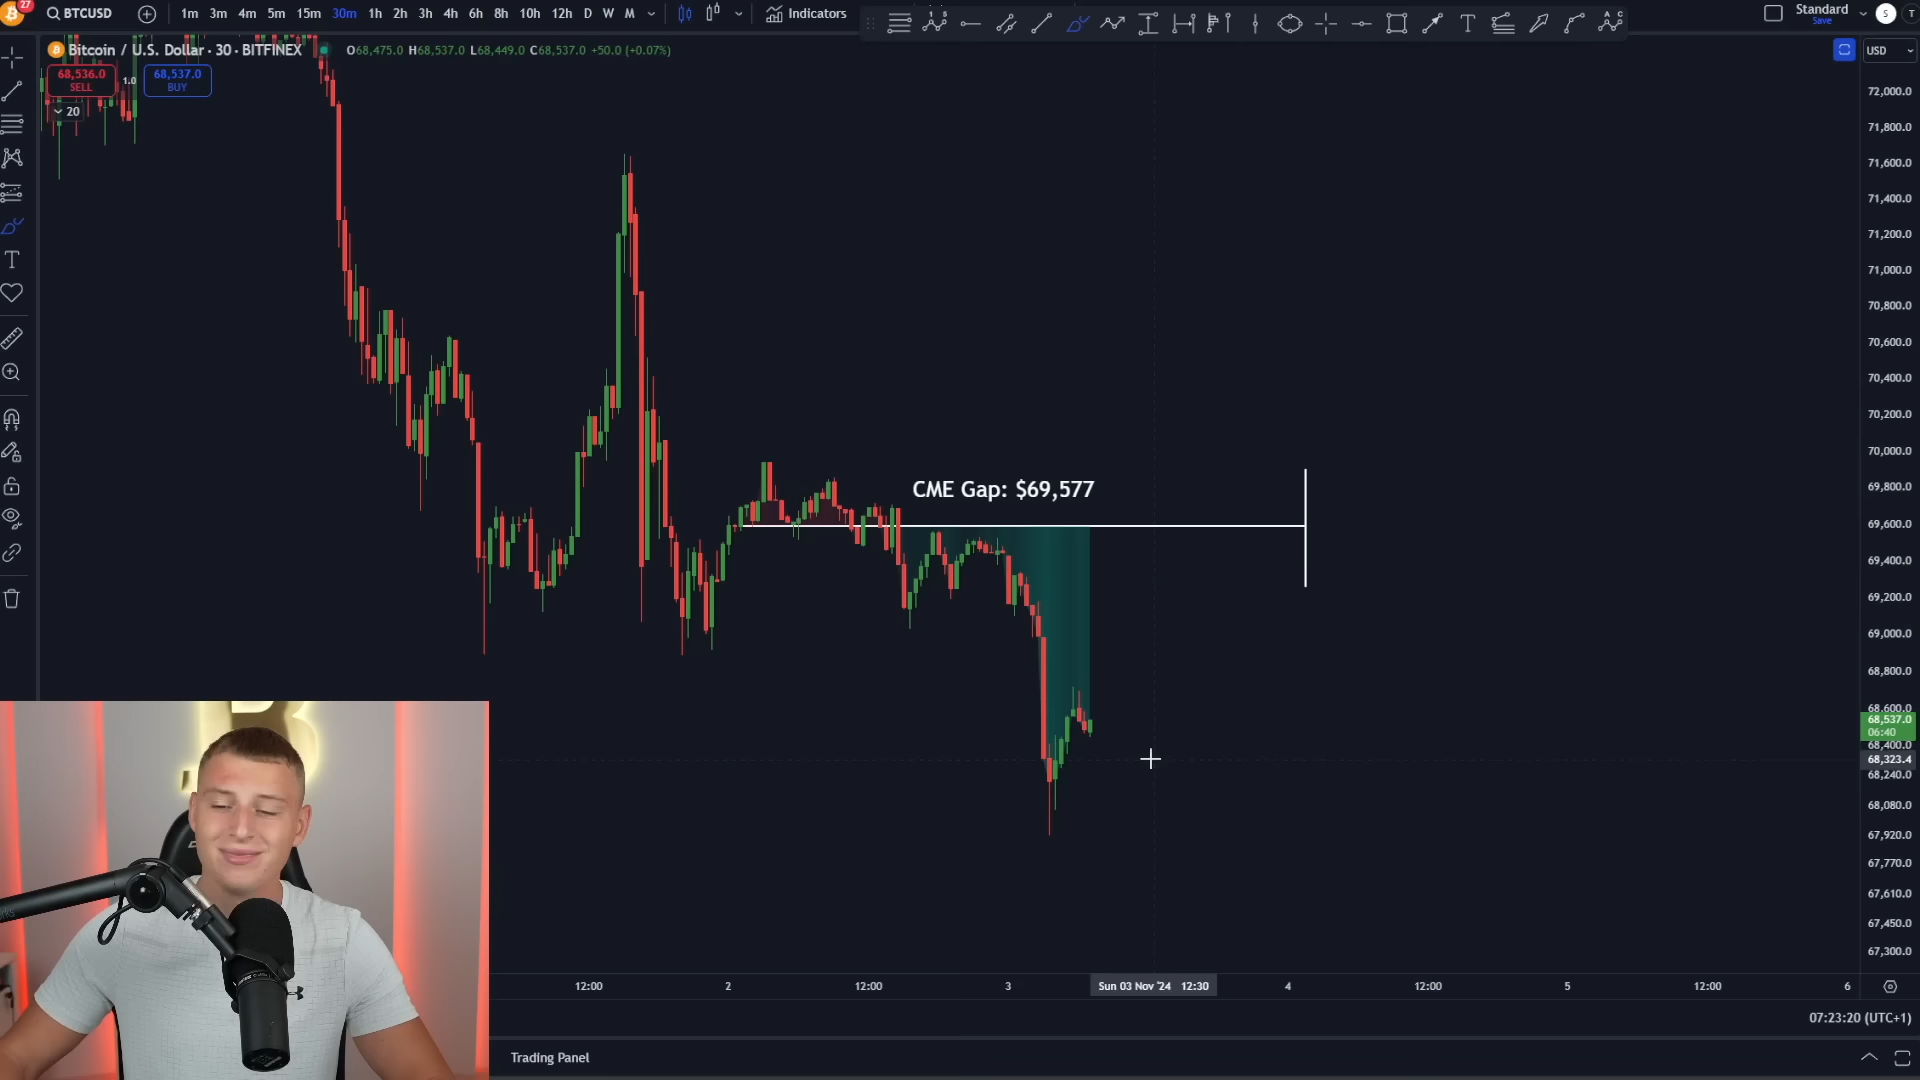 27
BTCUSD
1m 3m 4m 5m 15m 30m 1h 2h 3h 4h 6h 8h 10h 12h D W M
Indicators
Standard
Save
S
T
Bitcoin / U.S. Dollar · 30 · BITFINEX
O68,475.0 H68,537.0 L68,449.0 C68,537.0 +50.0 (+0.07%)
USD
68,536.0
SELL
1.0
68,537.0
BUY
20
72,000.0
71,800.0
71,600.0
71,400.0
71,200.0
71,000.0
70,800.0
70,600.0
70,400.0
70,200.0
70,000.0
69,800.0
69,600.0
69,400.0
69,200.0
69,000.0
68,800.0
68,600.0
68,537.0
06:40
68,400.0
68,323.4
68,240.0
68,080.0
67,920.0
67,770.0
67,610.0
67,450.0
67,300.0
CME Gap: $69,577
12:00 2 12:00 3 Sun 03 Nov '24 12:30 4 12:00 5 12:00 6
07:23:20 (UTC+1)
Trading Panel